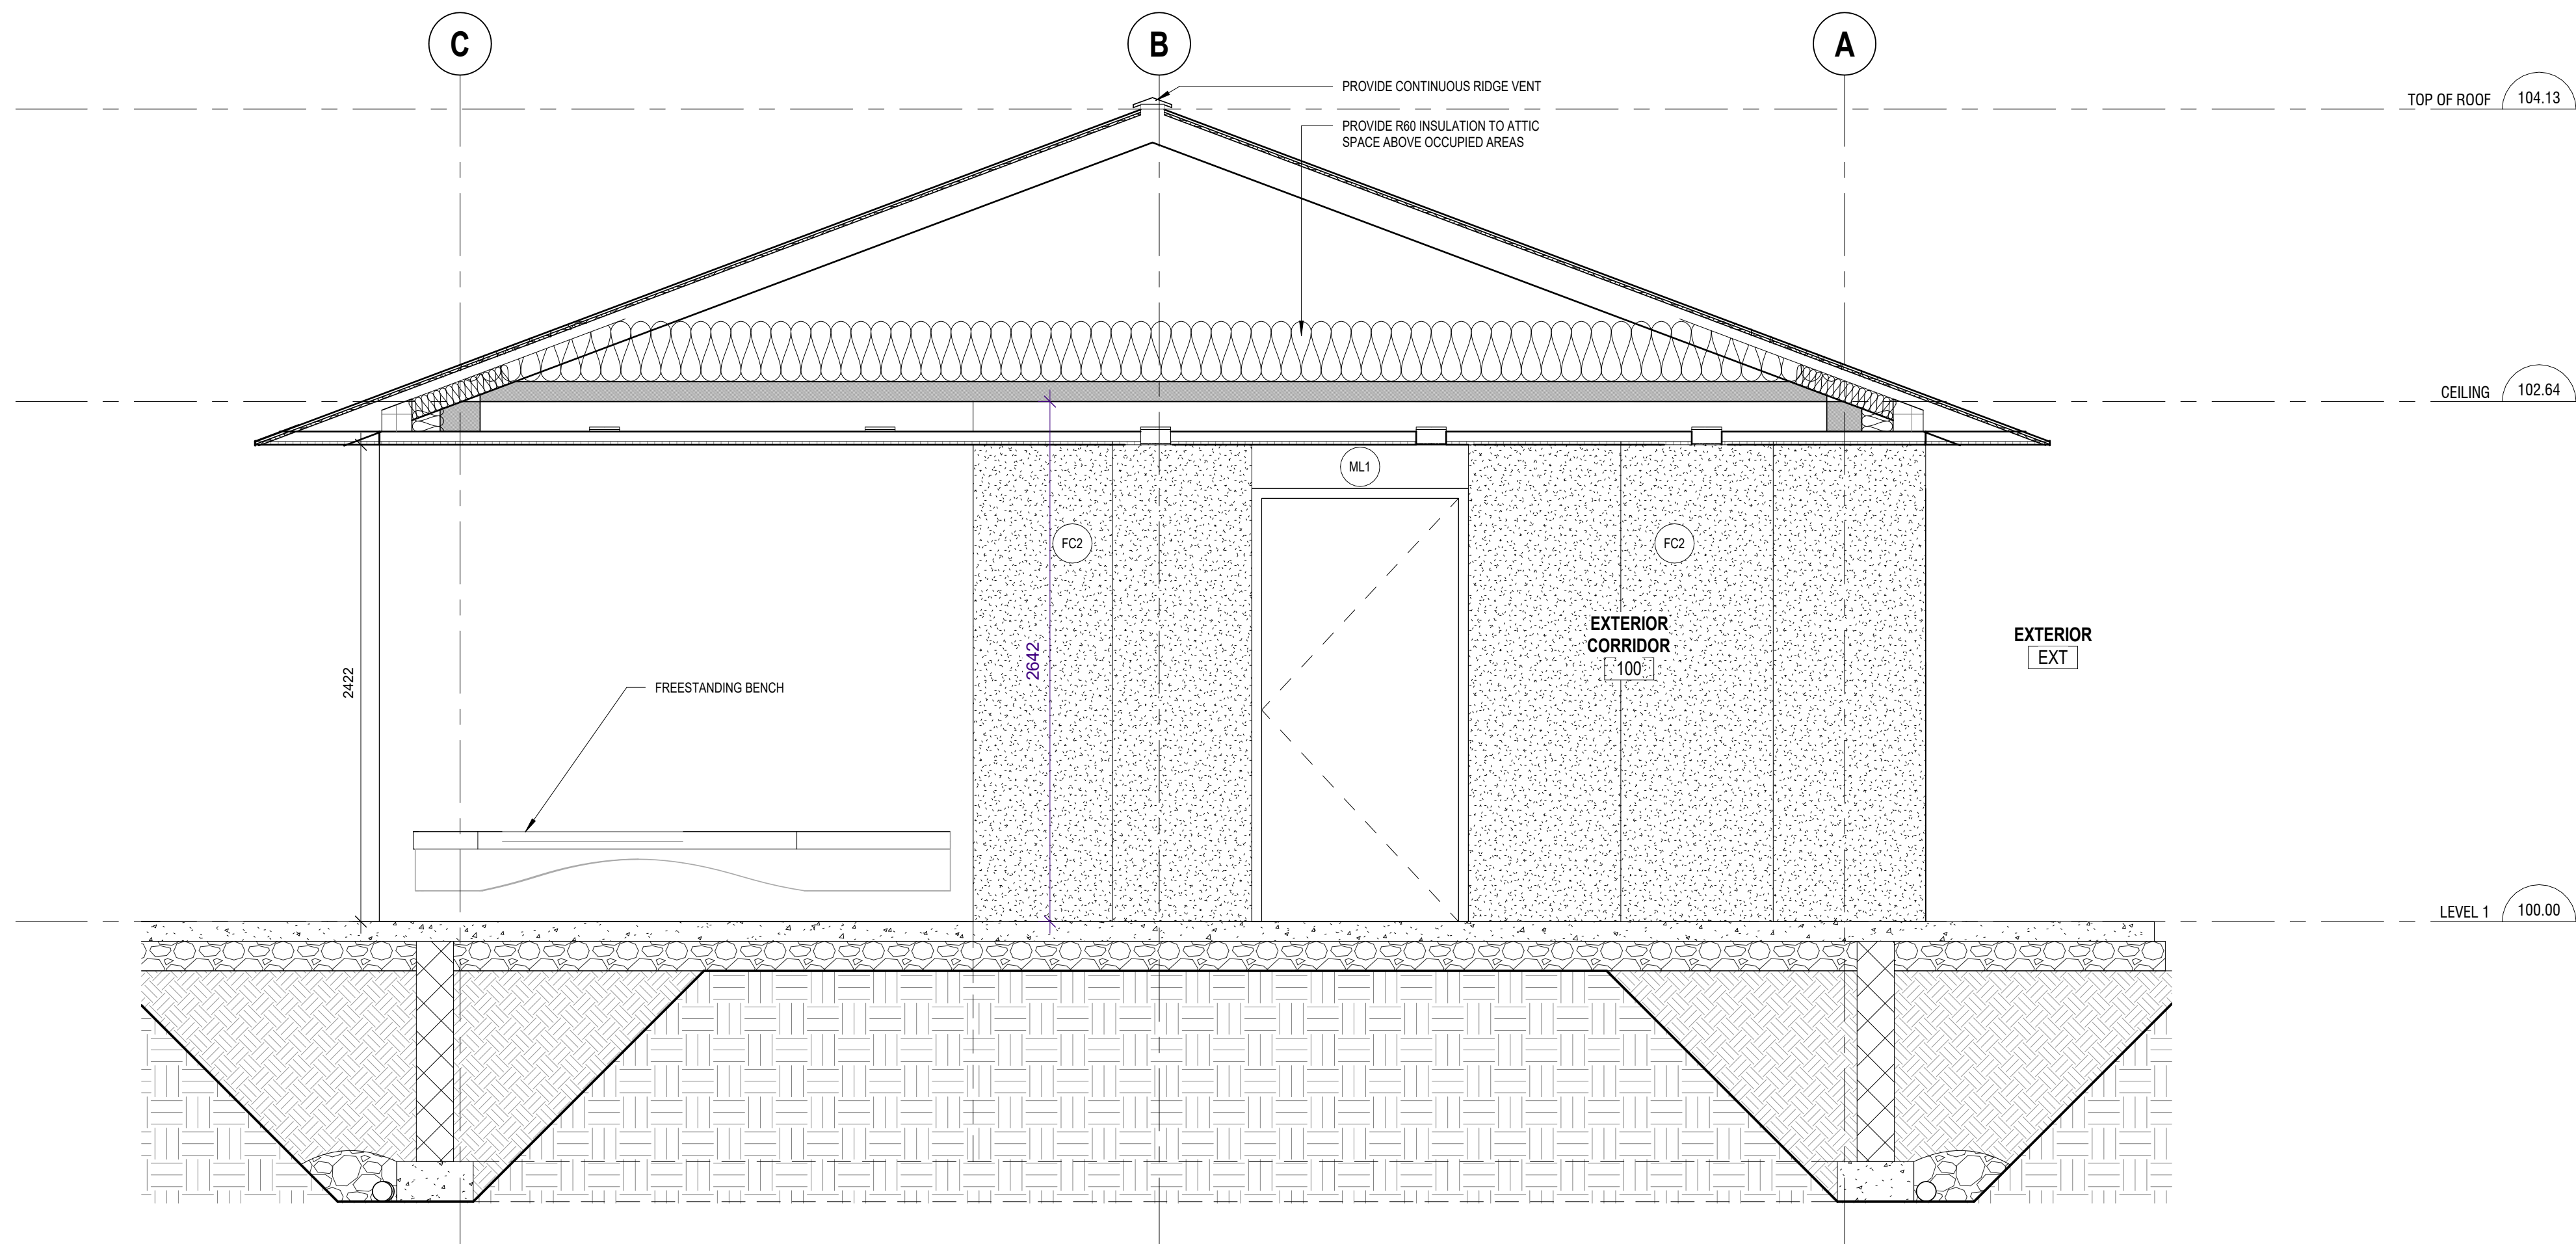 C
B
A
PROVIDE CONTINUOUS RIDGE VENT
TOP OF ROOF 104.13
PROVIDE R60 INSULATION TO ATTIC
SPACE ABOVE OCCUPIED AREAS
CEILING 102.64
ML1
FC2
FC2
EXTERIOR
CORRIDOR
100
EXTERIOR
EXT
2422
2642
FREESTANDING BENCH
LEVEL 1 100.00